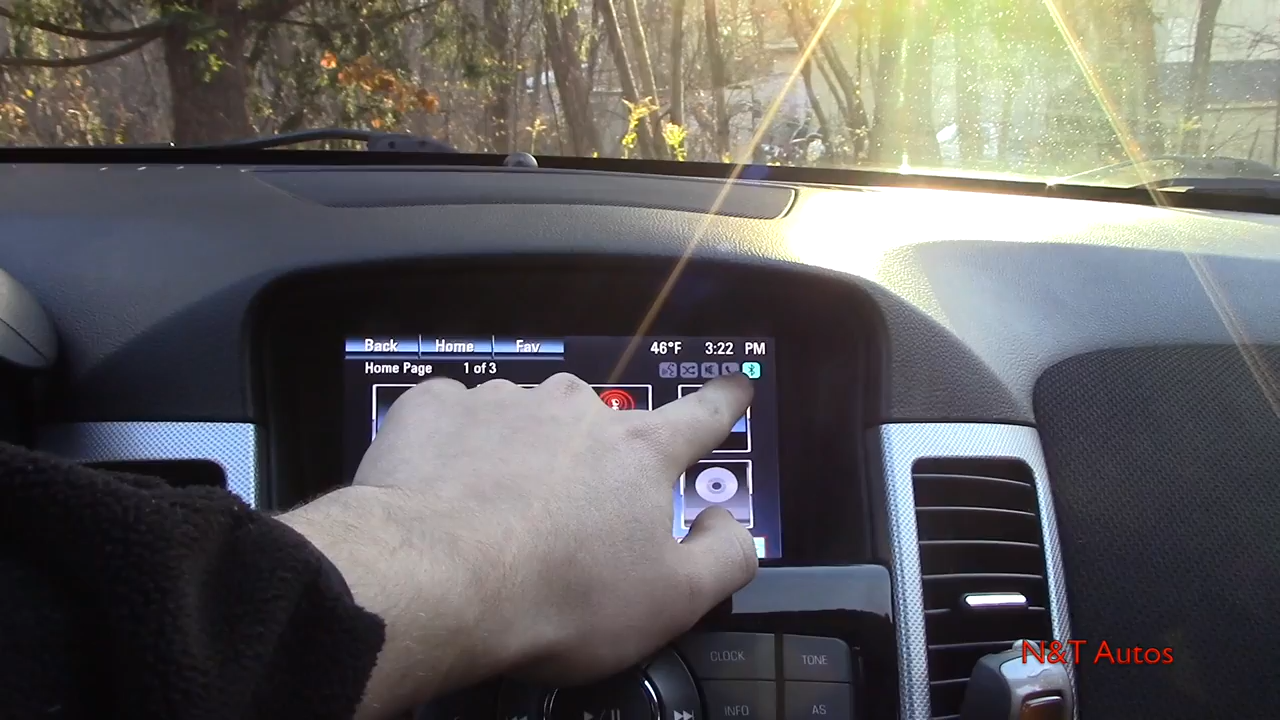 Back Home Fav 46°F 3:22 PM
Home Page 1 of 3
CLOCK TONE
INFO AS
N&T Autos